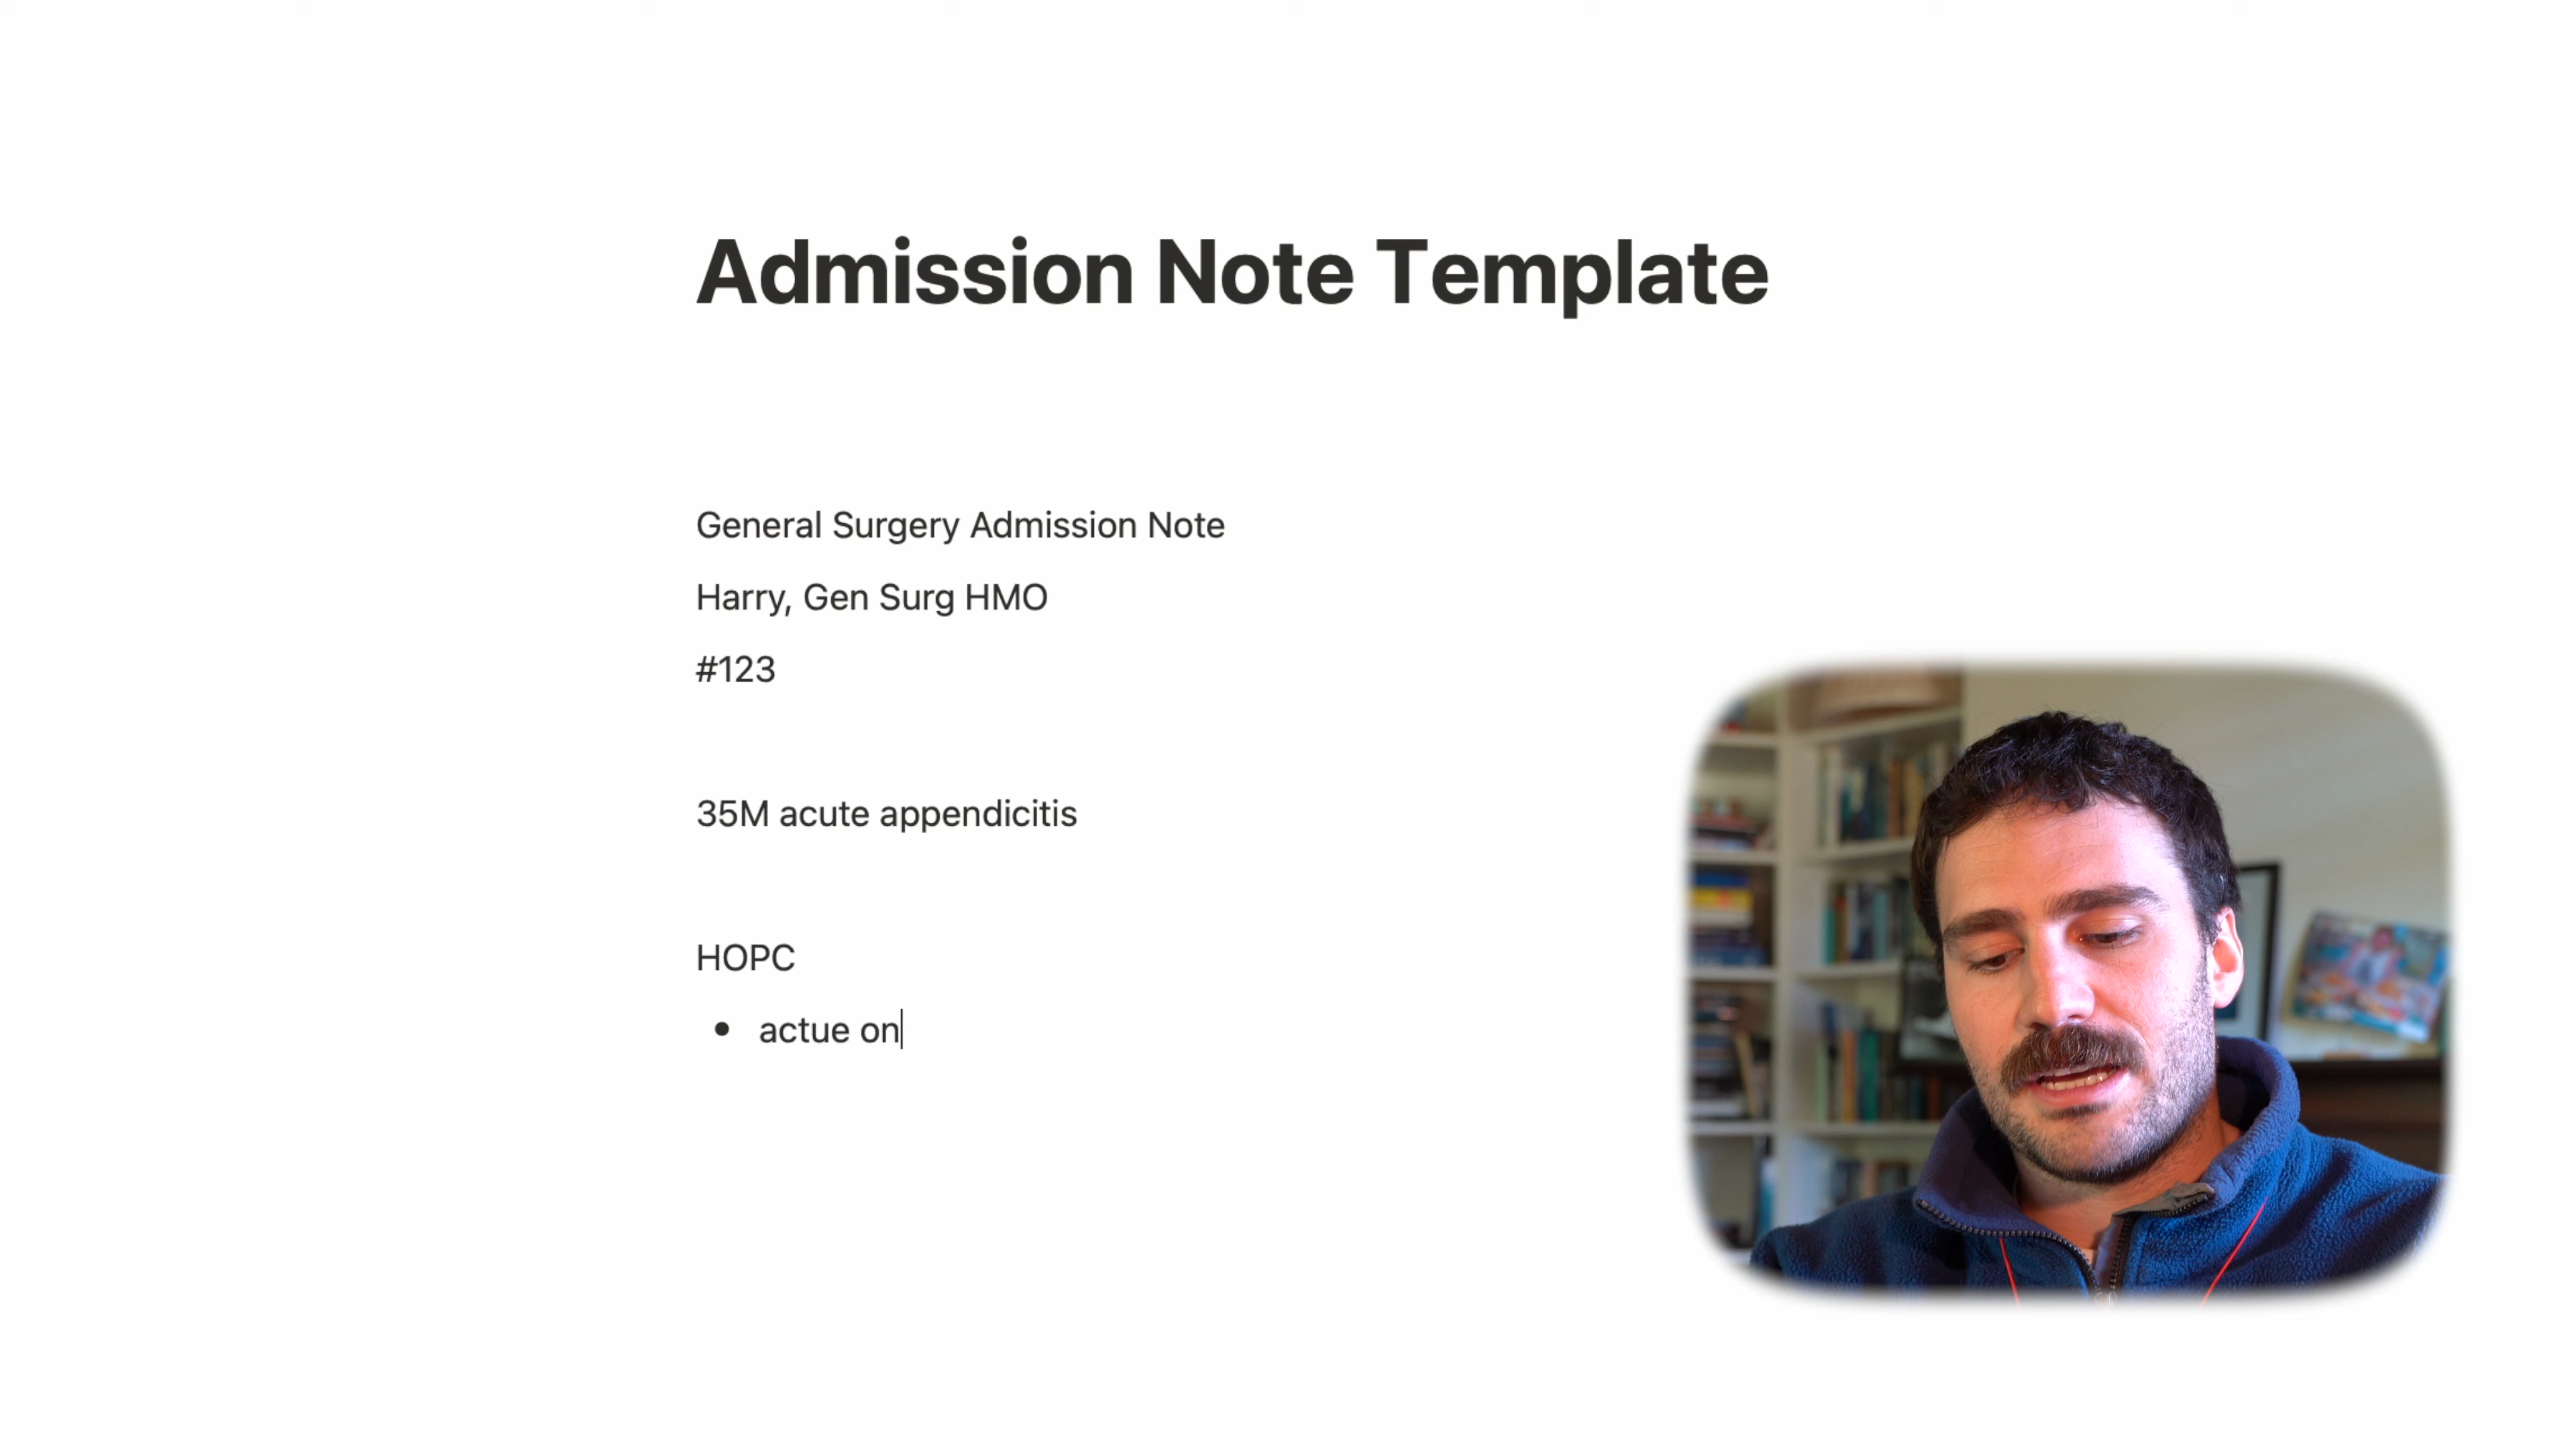 Admission Note Template
General Surgery Admission Note
Harry, Gen Surg HMO
#123
35M acute appendicitis
HOPC
• actue on